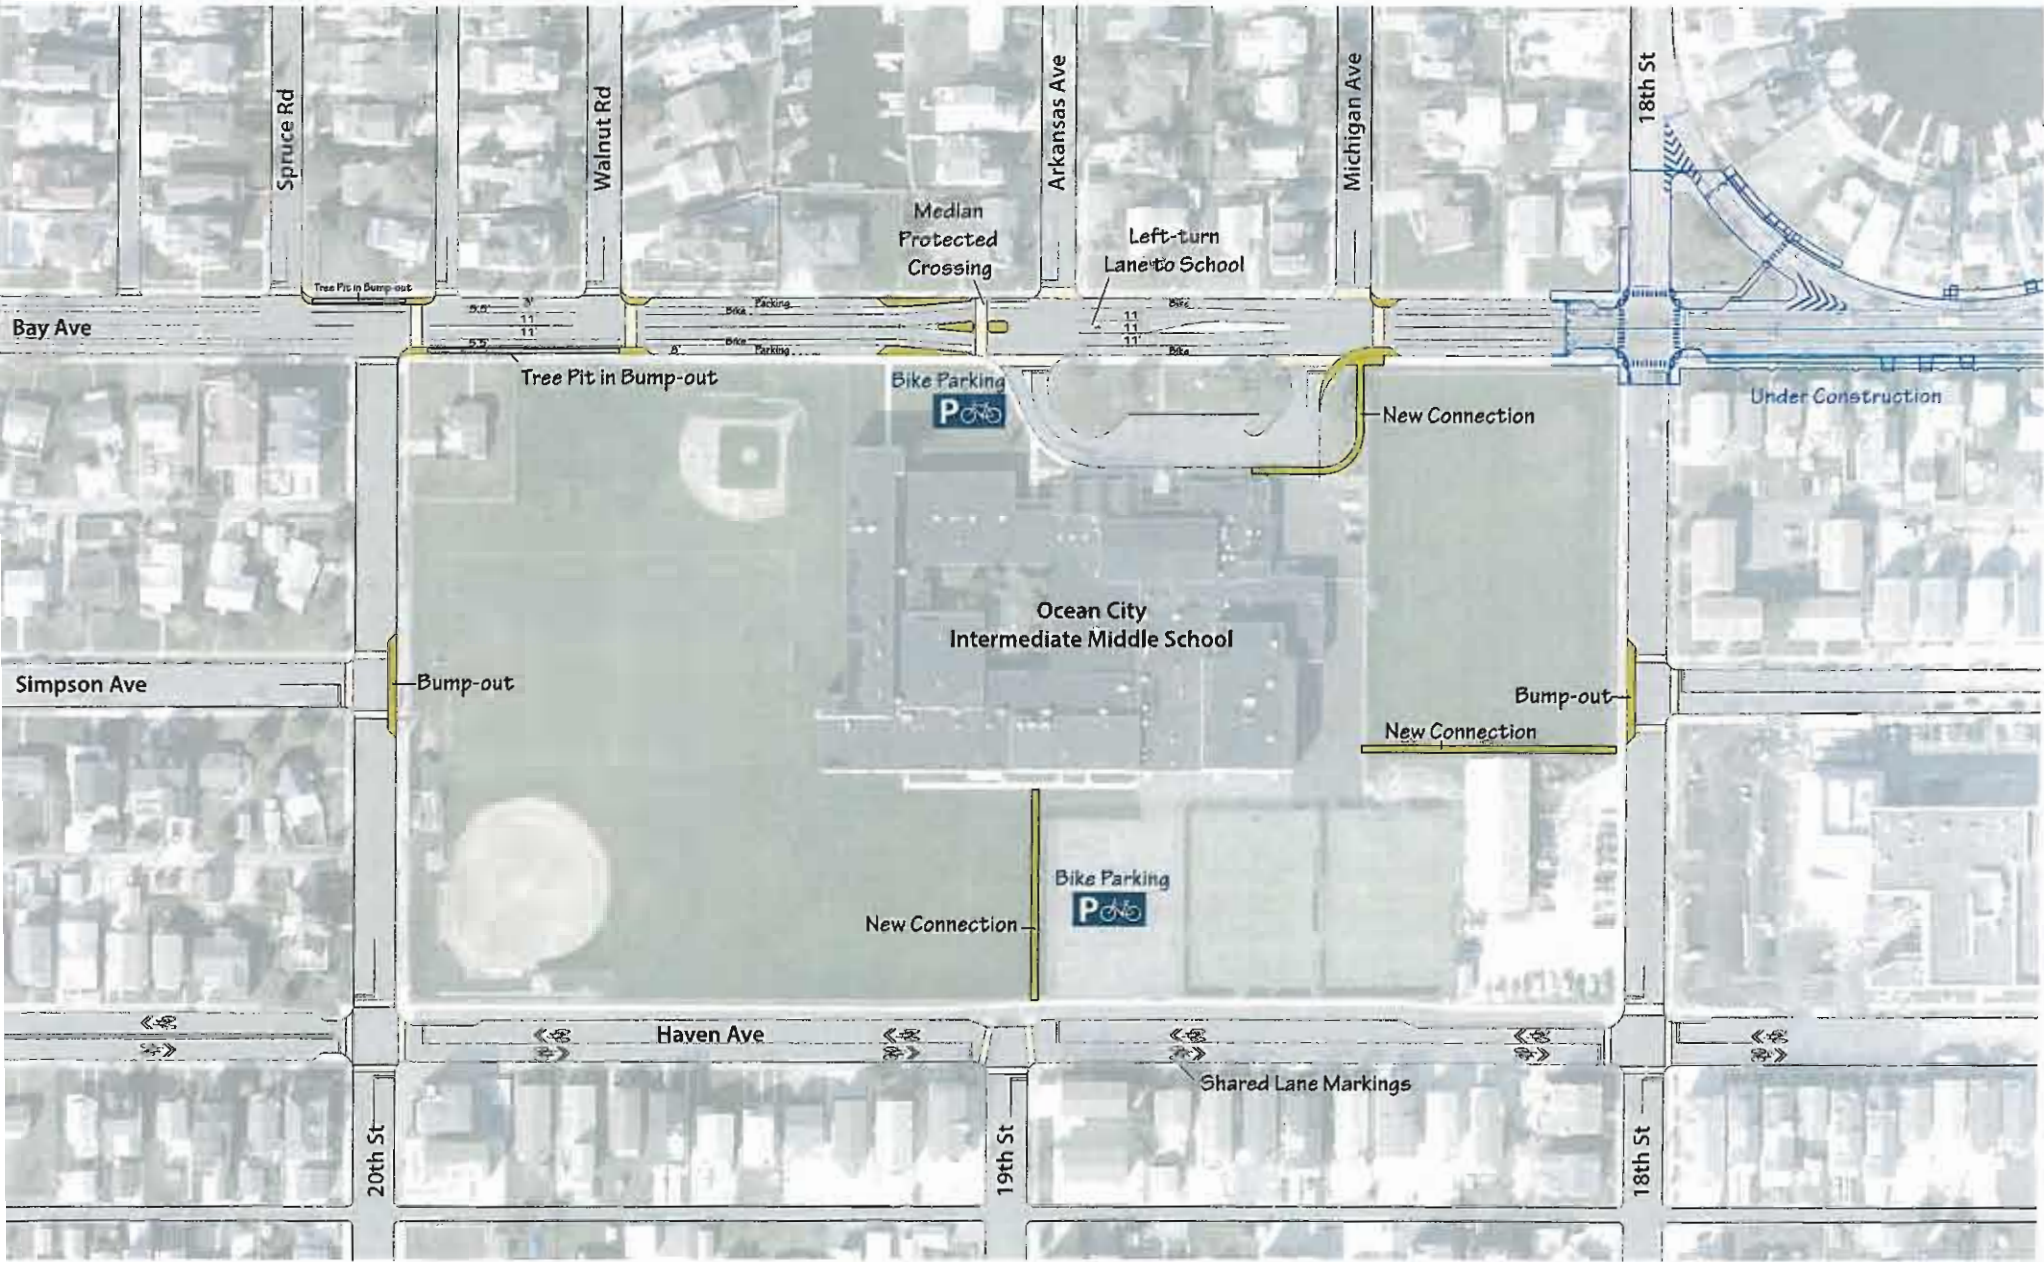 Spruce Rd
Walnut Rd
Arkansas Ave
Michigan Ave
18th St
Median
Protected
Crossing
Left-turn
Lane to School
Tree Pit in Bump-out
Bay Ave
5.5'
11
11'
5.5'
Parking
Bike
Bike
8'
Parking
Bike
11
11
11'
Bike
Tree Pit in Bump-out
Bike Parking
P
New Connection
Under Construction
Ocean City
Intermediate Middle School
Simpson Ave
Bump-out
Bump-out
New Connection
Bike Parking
P
New Connection
Haven Ave
Shared Lane Markings
20th St
19th St
18th St